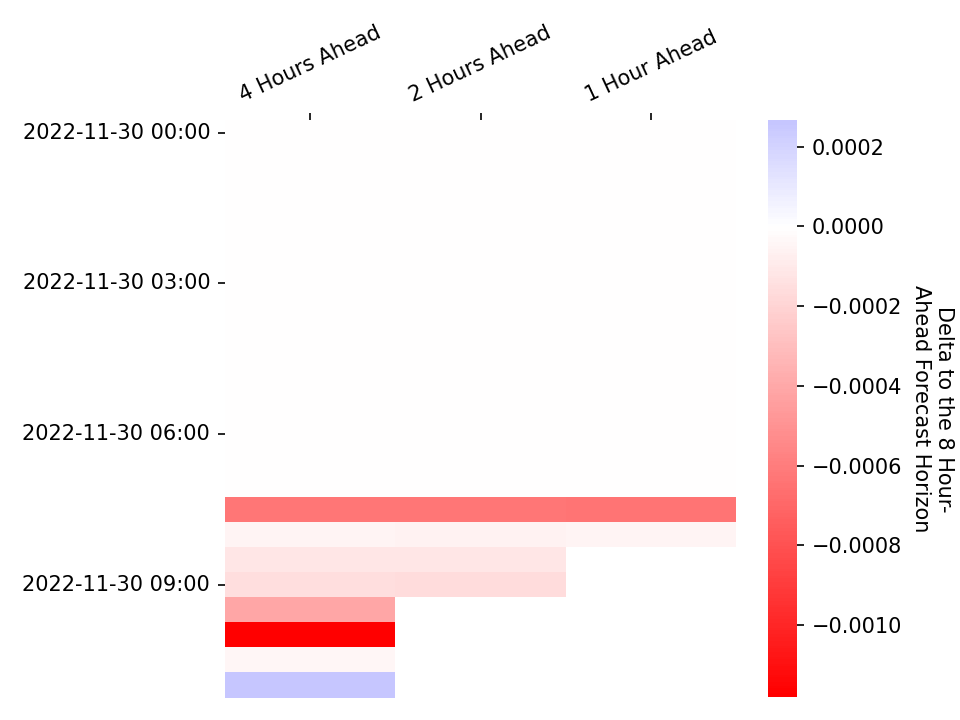 4 Hours Ahead
2 Hours Ahead
1 Hour Ahead
2022-11-30 00:00
2022-11-30 03:00
2022-11-30 06:00
2022-11-30 09:00
0.0002
0.0000
−0.0002
−0.0004
−0.0006
−0.0008
−0.0010
Delta to the 8 Hour-
Ahead Forecast Horizon